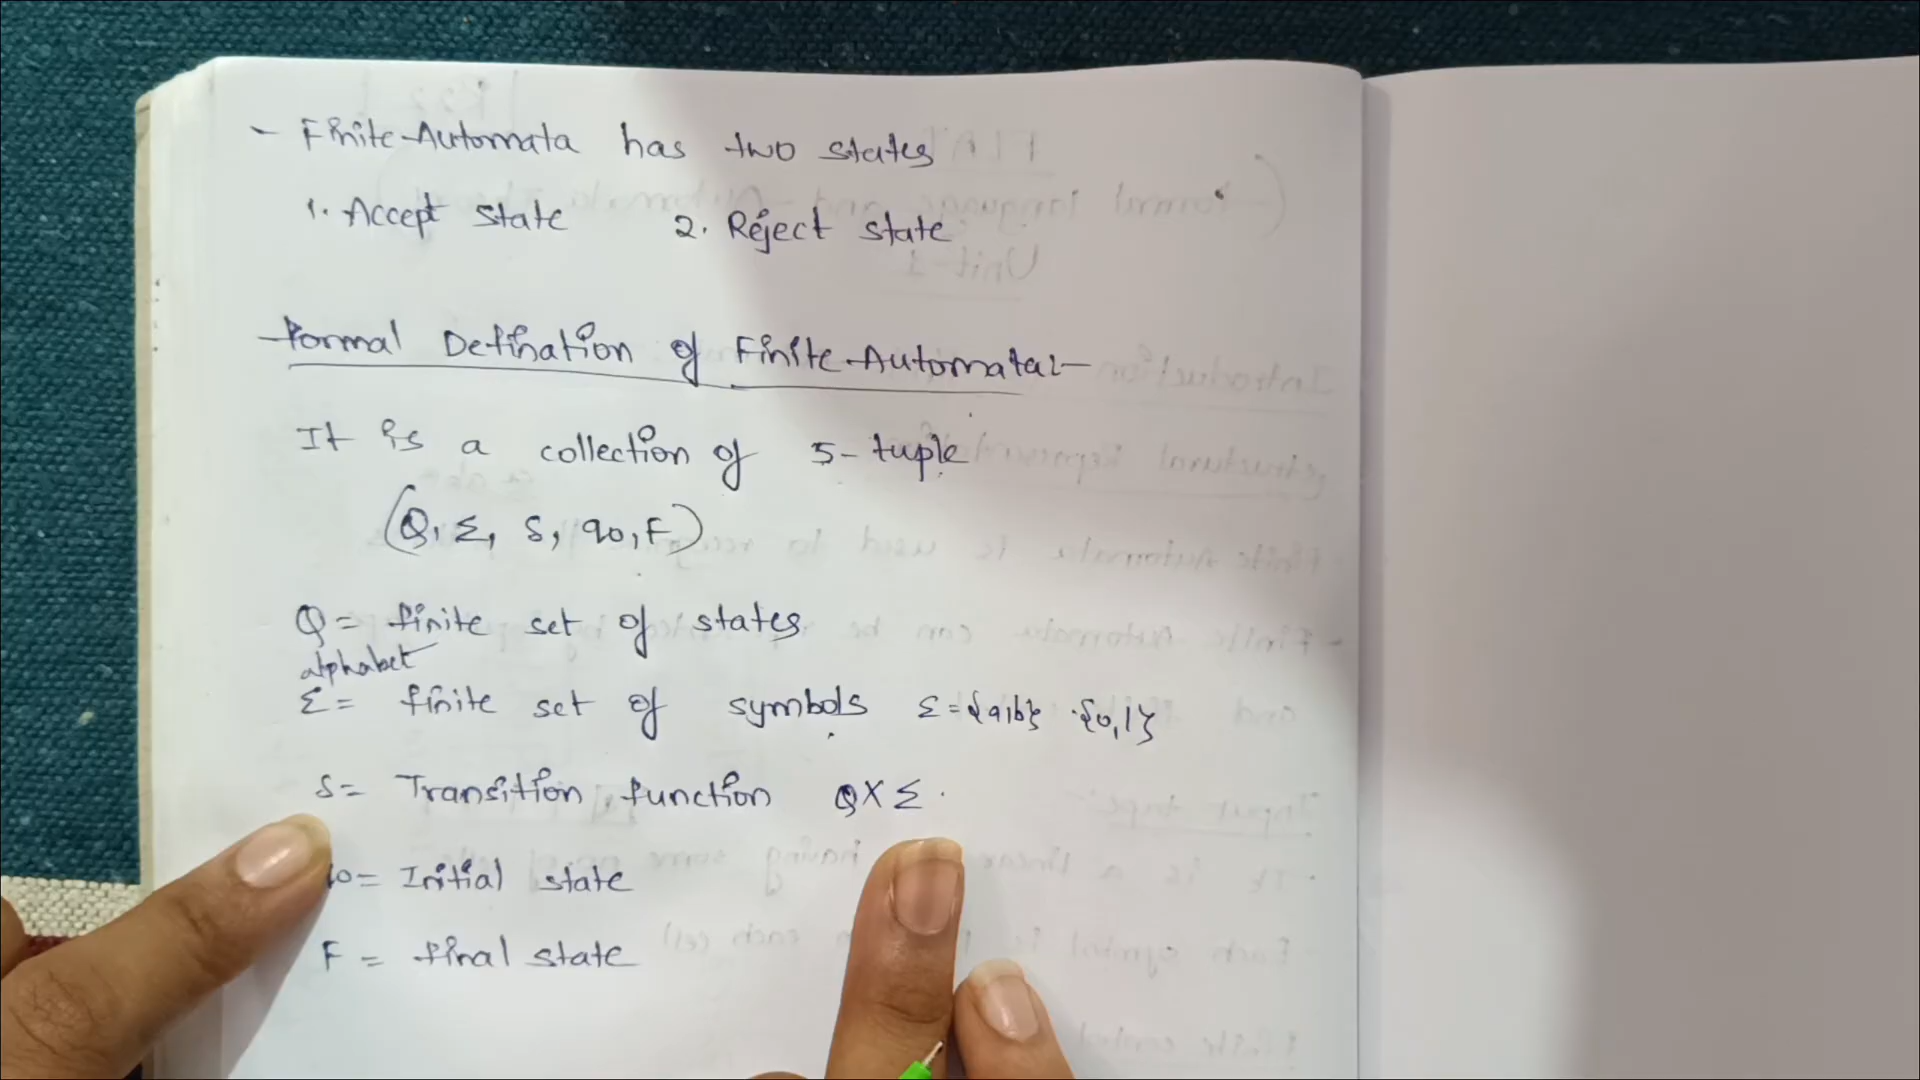 - Finite-Automata has two states
1. Accept state 2. Reject state
Formal Defination of Finite-Automata:-
It is a collection of 5-tuple
(Q, Σ, δ, q0, F)
Q = finite set of states
alphabet
Σ = finite set of symbols Σ = {a,b} {0,1}
δ = Transition function Q X Σ
q0 = Initial state
F = final state